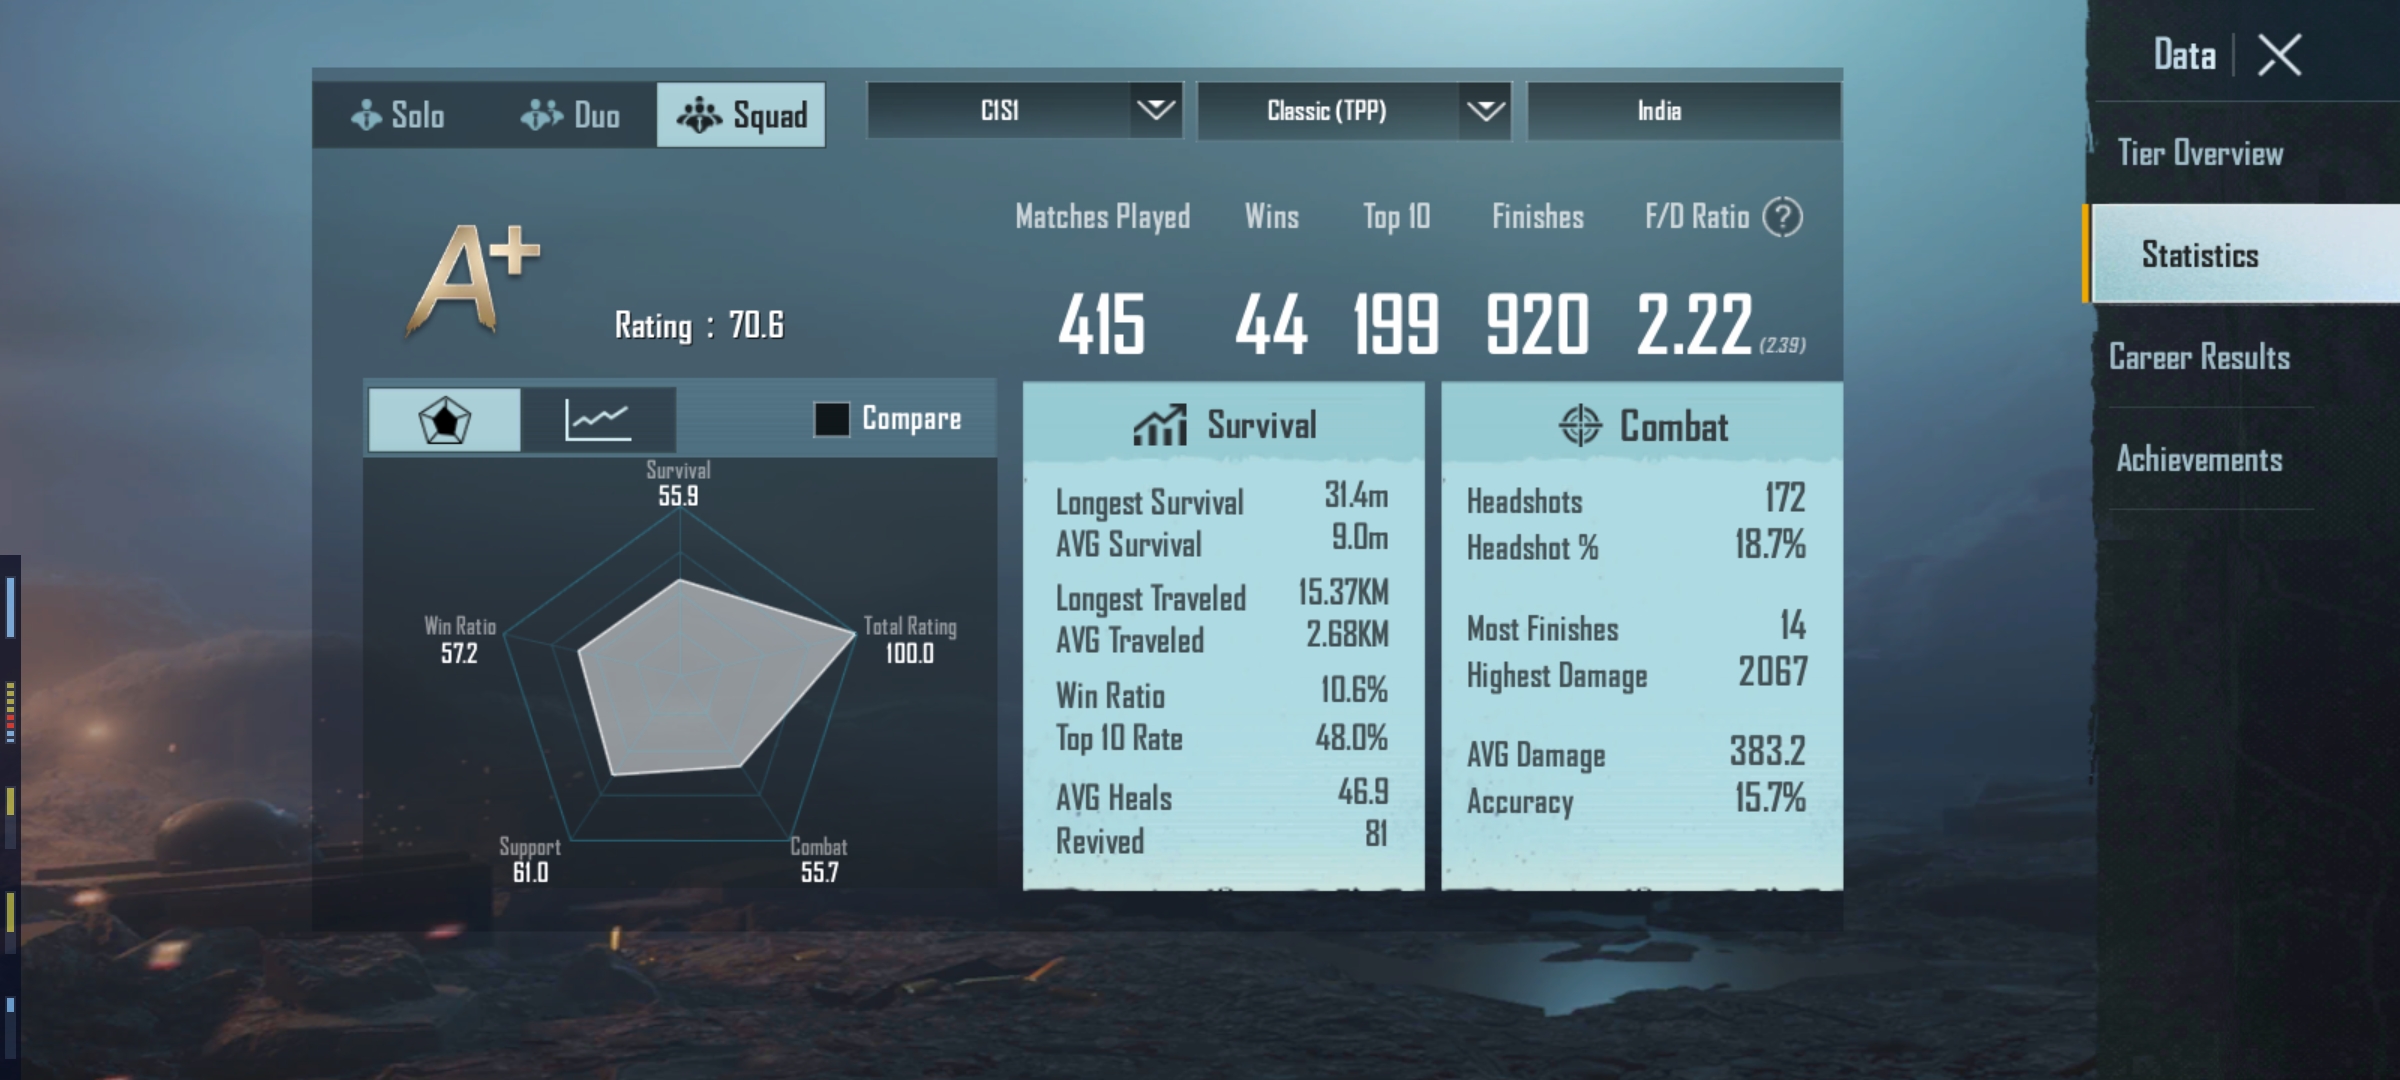 Data
Solo
Duo
Squad
C1S1
Classic (TPP)
India
Tier Overview
Statistics
Career Results
Achievements
A+
Rating : 70.6
Matches Played
Wins
Top 10
Finishes
F/D Ratio ?
415
44
199
920
2.22 (2.39)
Compare
Survival
55.9
Win Ratio
57.2
Total Rating
100.0
Support
61.0
Combat
55.7
Survival
Longest Survival 31.4m
AVG Survival 9.0m
Longest Traveled 15.37KM
AVG Traveled 2.68KM
Win Ratio 10.6%
Top 10 Rate 48.0%
AVG Heals 46.9
Revived 81
Combat
Headshots 172
Headshot % 18.7%
Most Finishes 14
Highest Damage 2067
AVG Damage 383.2
Accuracy 15.7%